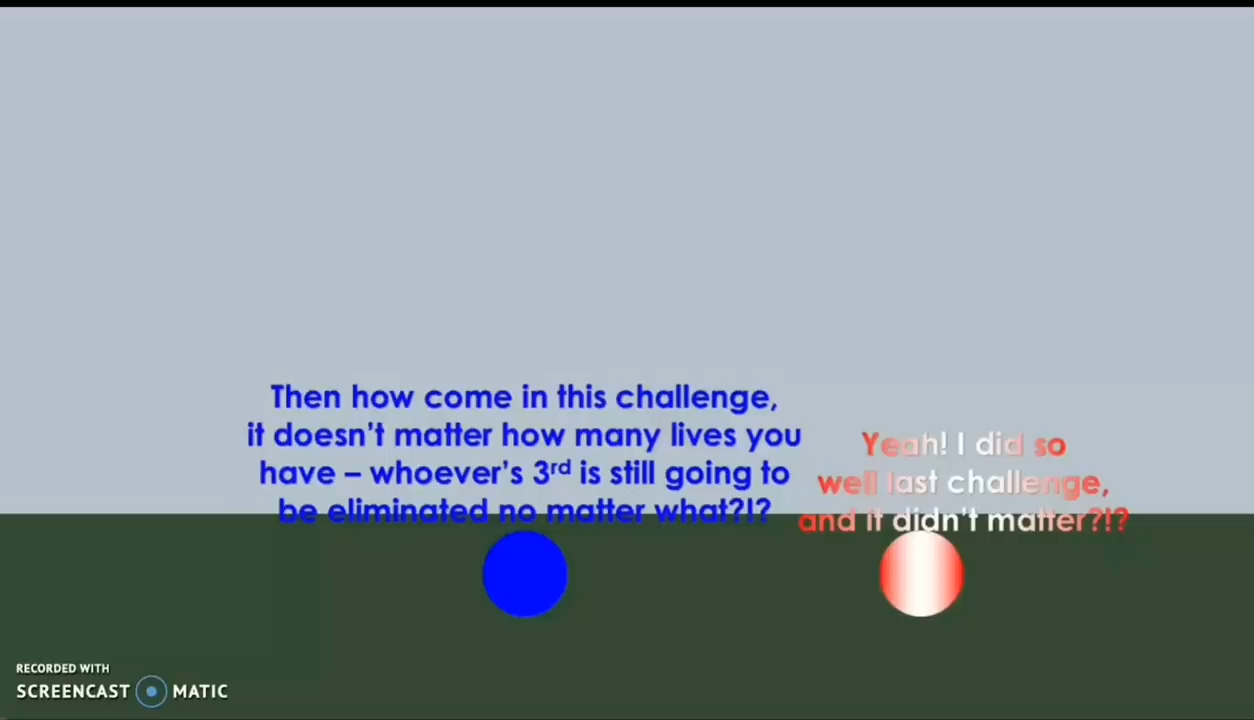 Then how come in this challenge,
it doesn't matter how many lives you
have – whoever's 3rd is still going to
be eliminated no matter what?!?
Yeah! I did so
well last challenge,
and it didn't matter?!?
RECORDED WITH
SCREENCAST MATIC